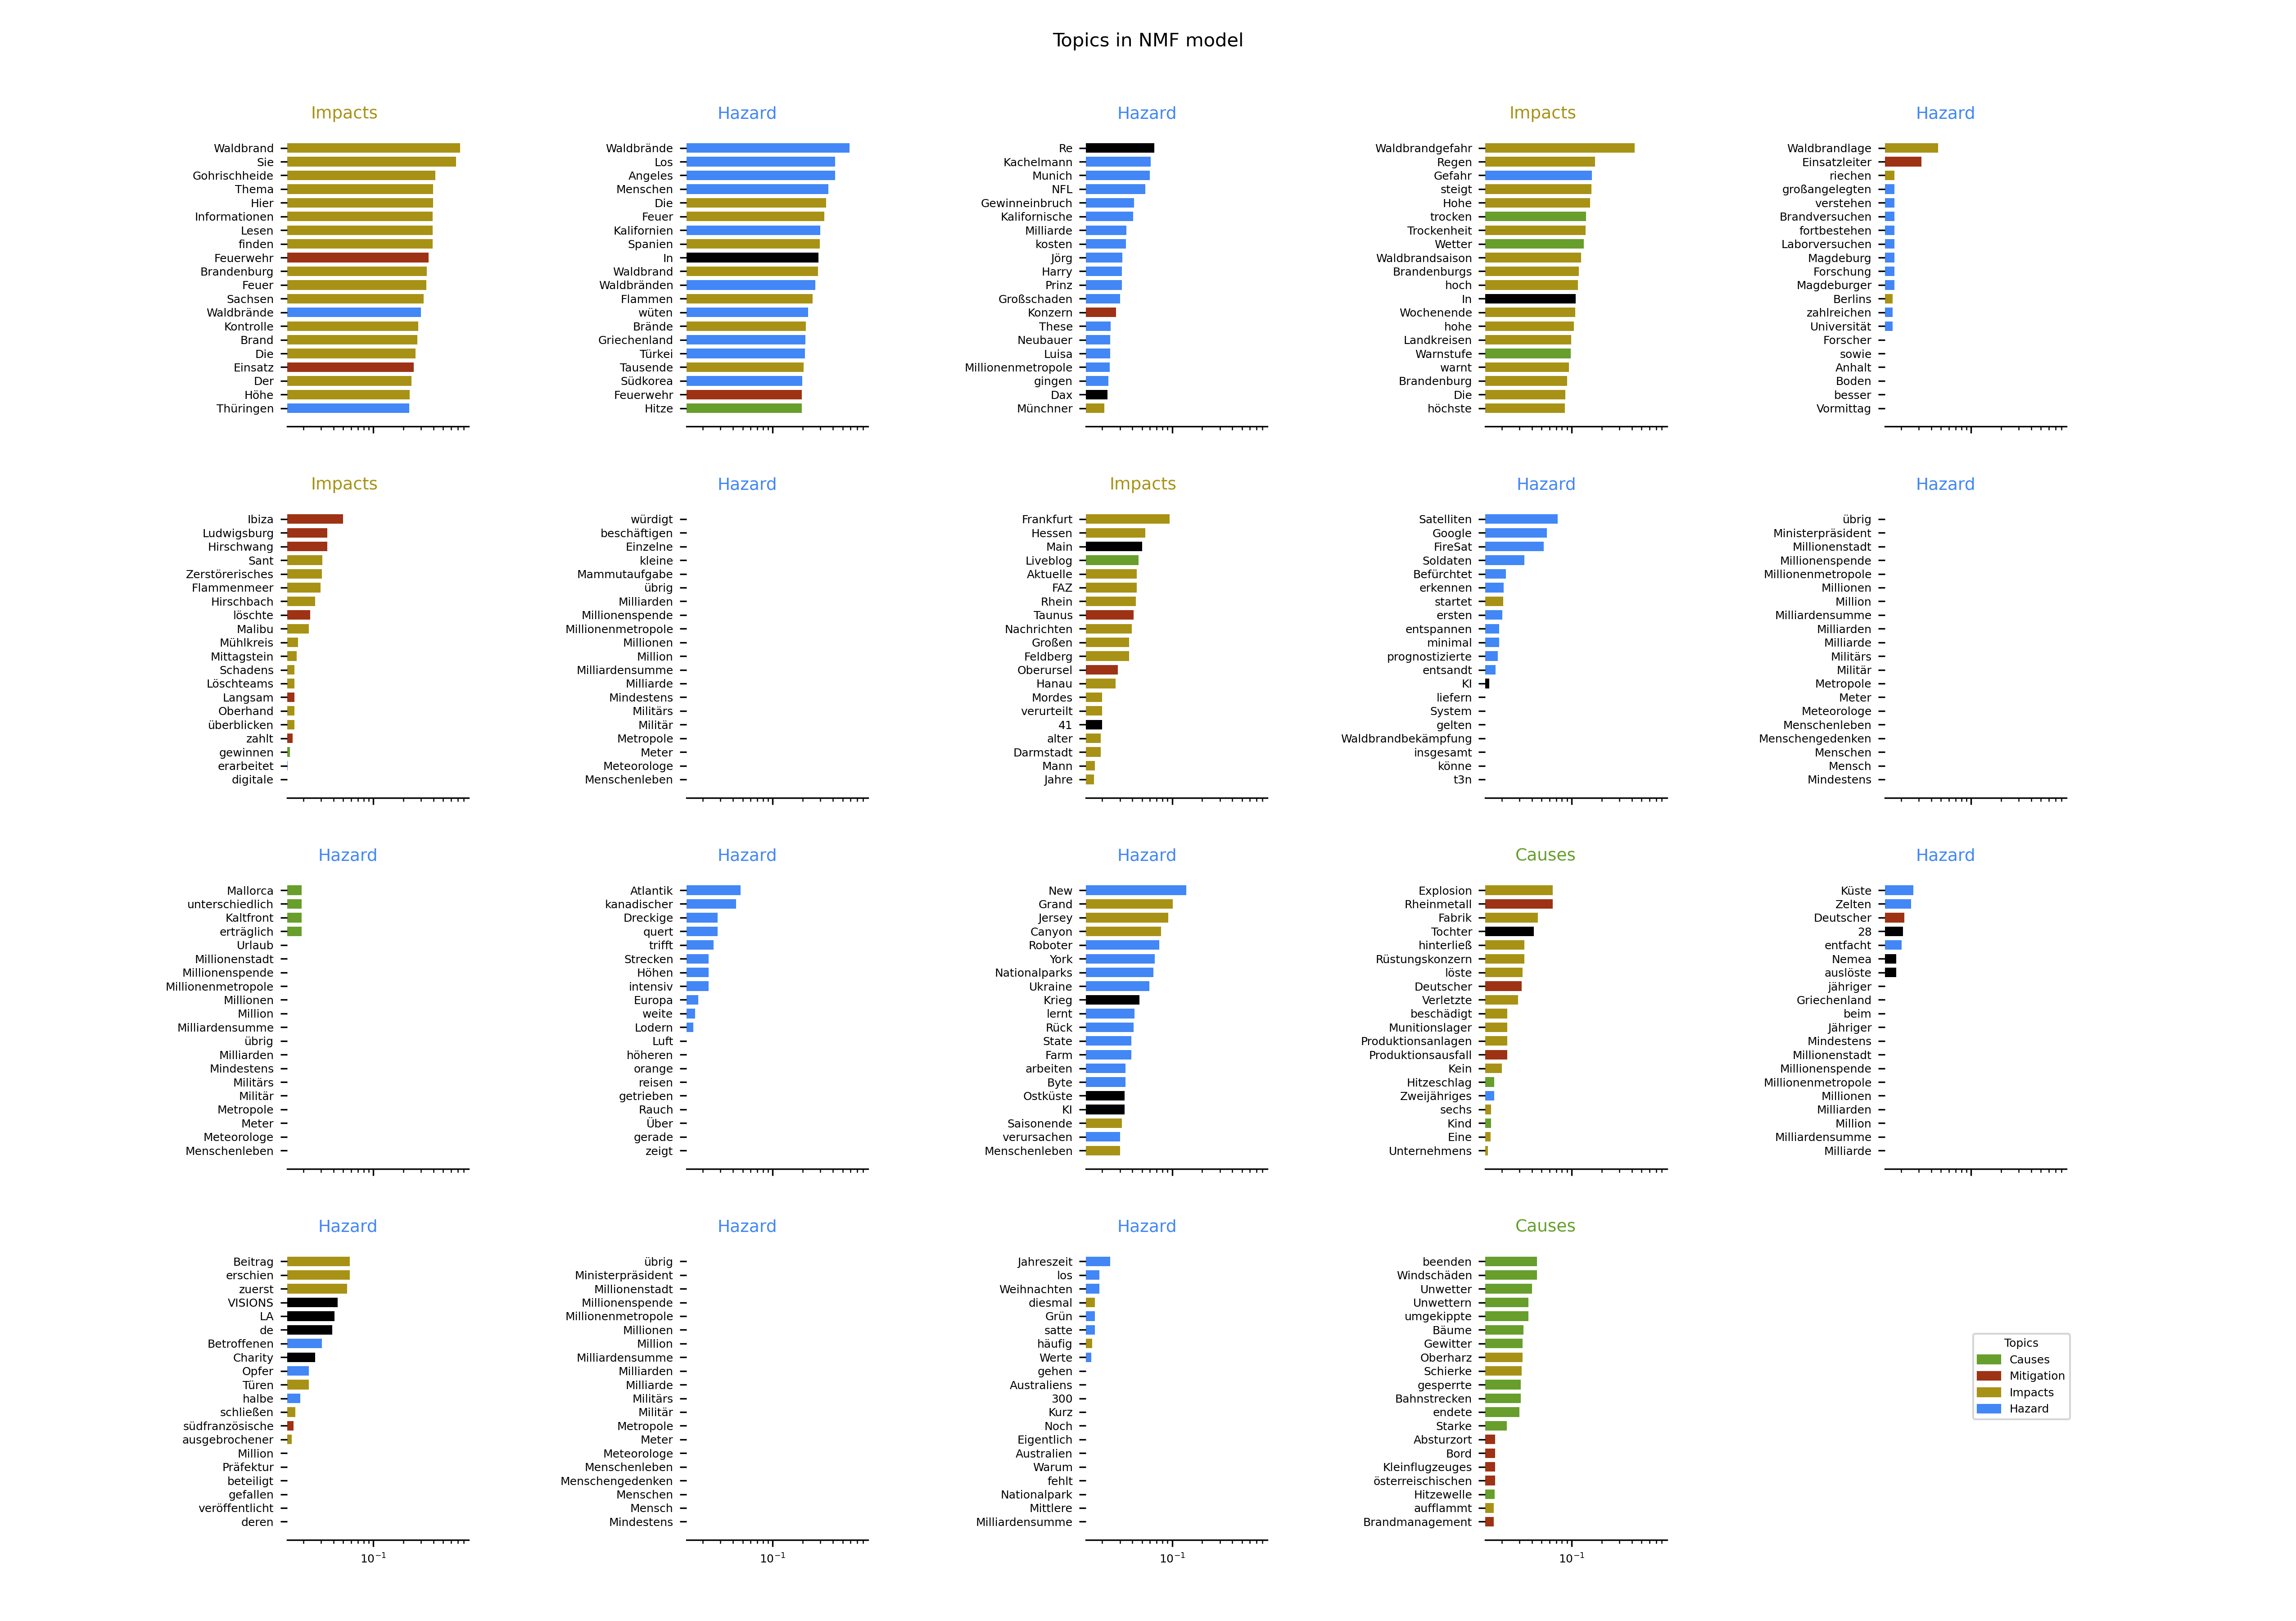 Topics in NMF model
Impacts
Waldbrand
Sie
Gohrischheide
Thema
Hier
Informationen
Lesen
finden
Feuerwehr
Brandenburg
Feuer
Sachsen
Waldbrände
Kontrolle
Brand
Die
Einsatz
Der
Höhe
Thüringen
Hazard
Waldbrände
Los
Angeles
Menschen
Die
Feuer
Kalifornien
Spanien
In
Waldbrand
Waldbränden
Flammen
wüten
Brände
Griechenland
Türkei
Tausende
Südkorea
Feuerwehr
Hitze
Hazard
Re
Kachelmann
Munich
NFL
Gewinneinbruch
Kalifornische
Milliarde
kosten
Jörg
Harry
Prinz
Großschaden
Konzern
These
Neubauer
Luisa
Millionenmetropole
gingen
Dax
Münchner
Impacts
Waldbrandgefahr
Regen
Gefahr
steigt
Hohe
trocken
Trockenheit
Wetter
Waldbrandsaison
Brandenburgs
hoch
In
Wochenende
hohe
Landkreisen
Warnstufe
warnt
Brandenburg
Die
höchste
Hazard
Waldbrandlage
Einsatzleiter
riechen
großangelegten
verstehen
Brandversuchen
fortbestehen
Laborversuchen
Magdeburg
Forschung
Magdeburger
Berlins
zahlreichen
Universität
Forscher
sowie
Anhalt
Boden
besser
Vormittag
Impacts
Ibiza
Ludwigsburg
Hirschwang
Sant
Zerstörerisches
Flammenmeer
Hirschbach
löschte
Malibu
Mühlkreis
Mittagstein
Schadens
Löschteams
Langsam
Oberhand
überblicken
zahlt
gewinnen
erarbeitet
digitale
Hazard
würdigt
beschäftigen
Einzelne
kleine
Mammutaufgabe
übrig
Milliarden
Millionenspende
Millionenmetropole
Millionen
Million
Milliardensumme
Milliarde
Mindestens
Militärs
Militär
Metropole
Meter
Meteorologe
Menschenleben
Impacts
Frankfurt
Hessen
Main
Liveblog
Aktuelle
FAZ
Rhein
Taunus
Nachrichten
Großen
Feldberg
Oberursel
Hanau
Mordes
verurteilt
41
alter
Darmstadt
Mann
Jahre
Hazard
Satelliten
Google
FireSat
Soldaten
Befürchtet
erkennen
startet
ersten
entspannen
minimal
prognostizierte
entsandt
KI
liefern
System
gelten
Waldbrandbekämpfung
insgesamt
könne
t3n
Hazard
übrig
Ministerpräsident
Millionenstadt
Millionenspende
Millionenmetropole
Millionen
Million
Milliardensumme
Milliarden
Milliarde
Militärs
Militär
Metropole
Meter
Meteorologe
Menschenleben
Menschengedenken
Menschen
Mensch
Mindestens
Hazard
Mallorca
unterschiedlich
Kaltfront
erträglich
Urlaub
Millionenstadt
Millionenspende
Millionenmetropole
Millionen
Million
Milliardensumme
übrig
Milliarden
Mindestens
Militärs
Militär
Metropole
Meter
Meteorologe
Menschenleben
Hazard
Atlantik
kanadischer
Dreckige
quert
trifft
Strecken
Höhen
intensiv
Europa
weite
Lodern
Luft
höheren
orange
reisen
getrieben
Rauch
Über
gerade
zeigt
Hazard
New
Grand
Jersey
Canyon
Roboter
York
Nationalparks
Ukraine
Krieg
lernt
Rück
State
Farm
arbeiten
Byte
Ostküste
KI
Saisonende
verursachen
Menschenleben
Causes
Explosion
Rheinmetall
Fabrik
Tochter
hinterließ
Rüstungskonzern
löste
Deutscher
Verletzte
beschädigt
Munitionslager
Produktionsanlagen
Produktionsausfall
Kein
Hitzeschlag
Zweijähriges
sechs
Kind
Eine
Unternehmens
Hazard
Küste
Zelten
Deutscher
28
entfacht
Nemea
auslöste
jähriger
Griechenland
beim
Jähriger
Mindestens
Millionenstadt
Millionenspende
Millionenmetropole
Millionen
Milliarden
Million
Milliardensumme
Milliarde
Hazard
Beitrag
erschien
zuerst
VISIONS
LA
de
Betroffenen
Charity
Opfer
Türen
halbe
schließen
südfranzösische
ausgebrochener
Million
Präfektur
beteiligt
gefallen
veröffentlicht
deren
10⁻¹
Hazard
übrig
Ministerpräsident
Millionenstadt
Millionenspende
Millionenmetropole
Millionen
Million
Milliardensumme
Milliarden
Milliarde
Militärs
Militär
Metropole
Meter
Meteorologe
Menschenleben
Menschengedenken
Menschen
Mensch
Mindestens
10⁻¹
Hazard
Jahreszeit
los
Weihnachten
diesmal
Grün
satte
häufig
Werte
gehen
Australiens
300
Kurz
Noch
Eigentlich
Australien
Warum
fehlt
Nationalpark
Mittlere
Milliardensumme
10⁻¹
Causes
beenden
Windschäden
Unwetter
Unwettern
umgekippte
Bäume
Gewitter
Oberharz
Schierke
gesperrte
Bahnstrecken
endete
Starke
Absturzort
Bord
Kleinflugzeuges
österreischischen
Hitzewelle
aufflammt
Brandmanagement
10⁻¹
Topics
Causes
Mitigation
Impacts
Hazard